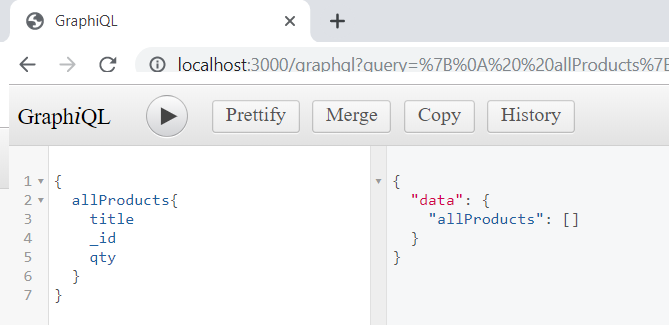 GraphiQL
localhost:3000/graphql?query=%7B%0A%20%20allProducts%7E
GraphiQL Prettify Merge Copy History
1 {
2 allProducts{
3 title
4 _id
5 qty
6 }
7 }
{
"data": {
"allProducts": []
}
}